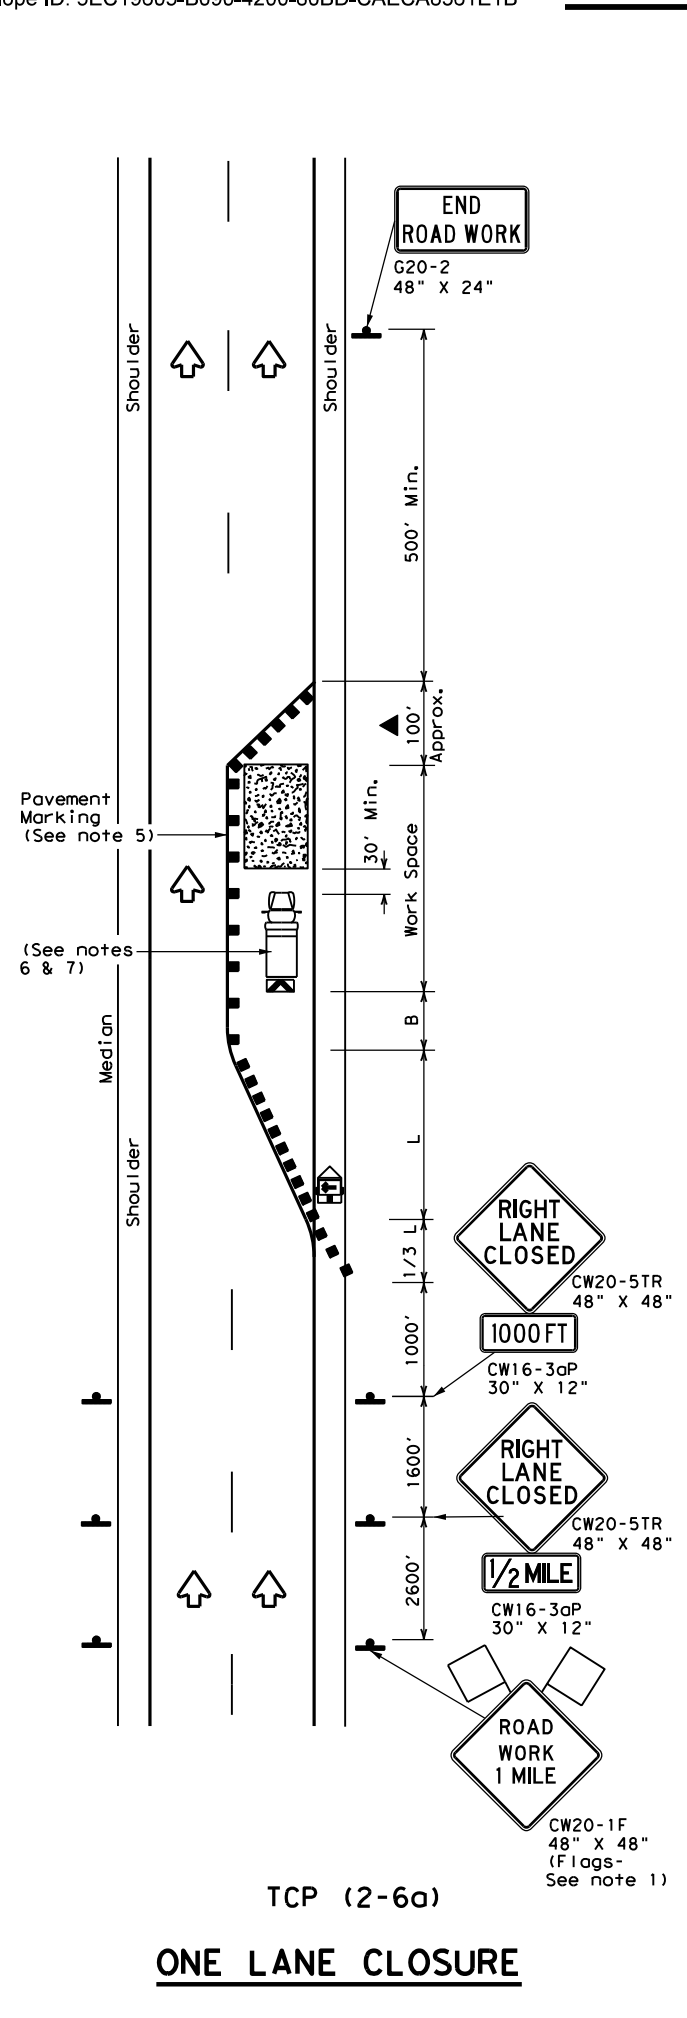 END
ROAD WORK
G20-2
48" X 24"
Shoulder
Shoulder
500' Min.
100'
Approx.
30' Min.
Pavement
Marking
(See note 5)
Work Space
(See notes
6 & 7)
B
Median
L
Shoulder
1/3 L
RIGHT
LANE
CLOSED
CW20-5TR
48" X 48"
1000 FT
CW16-3aP
30" X 12"
1000'
RIGHT
LANE
CLOSED
1600'
CW20-5TR
48" X 48"
1/2 MILE
CW16-3aP
30" X 12"
2600'
ROAD
WORK
1 MILE
CW20-1F
48" X 48"
(Flags-
See note 1)
TCP (2-6a)
ONE LANE CLOSURE